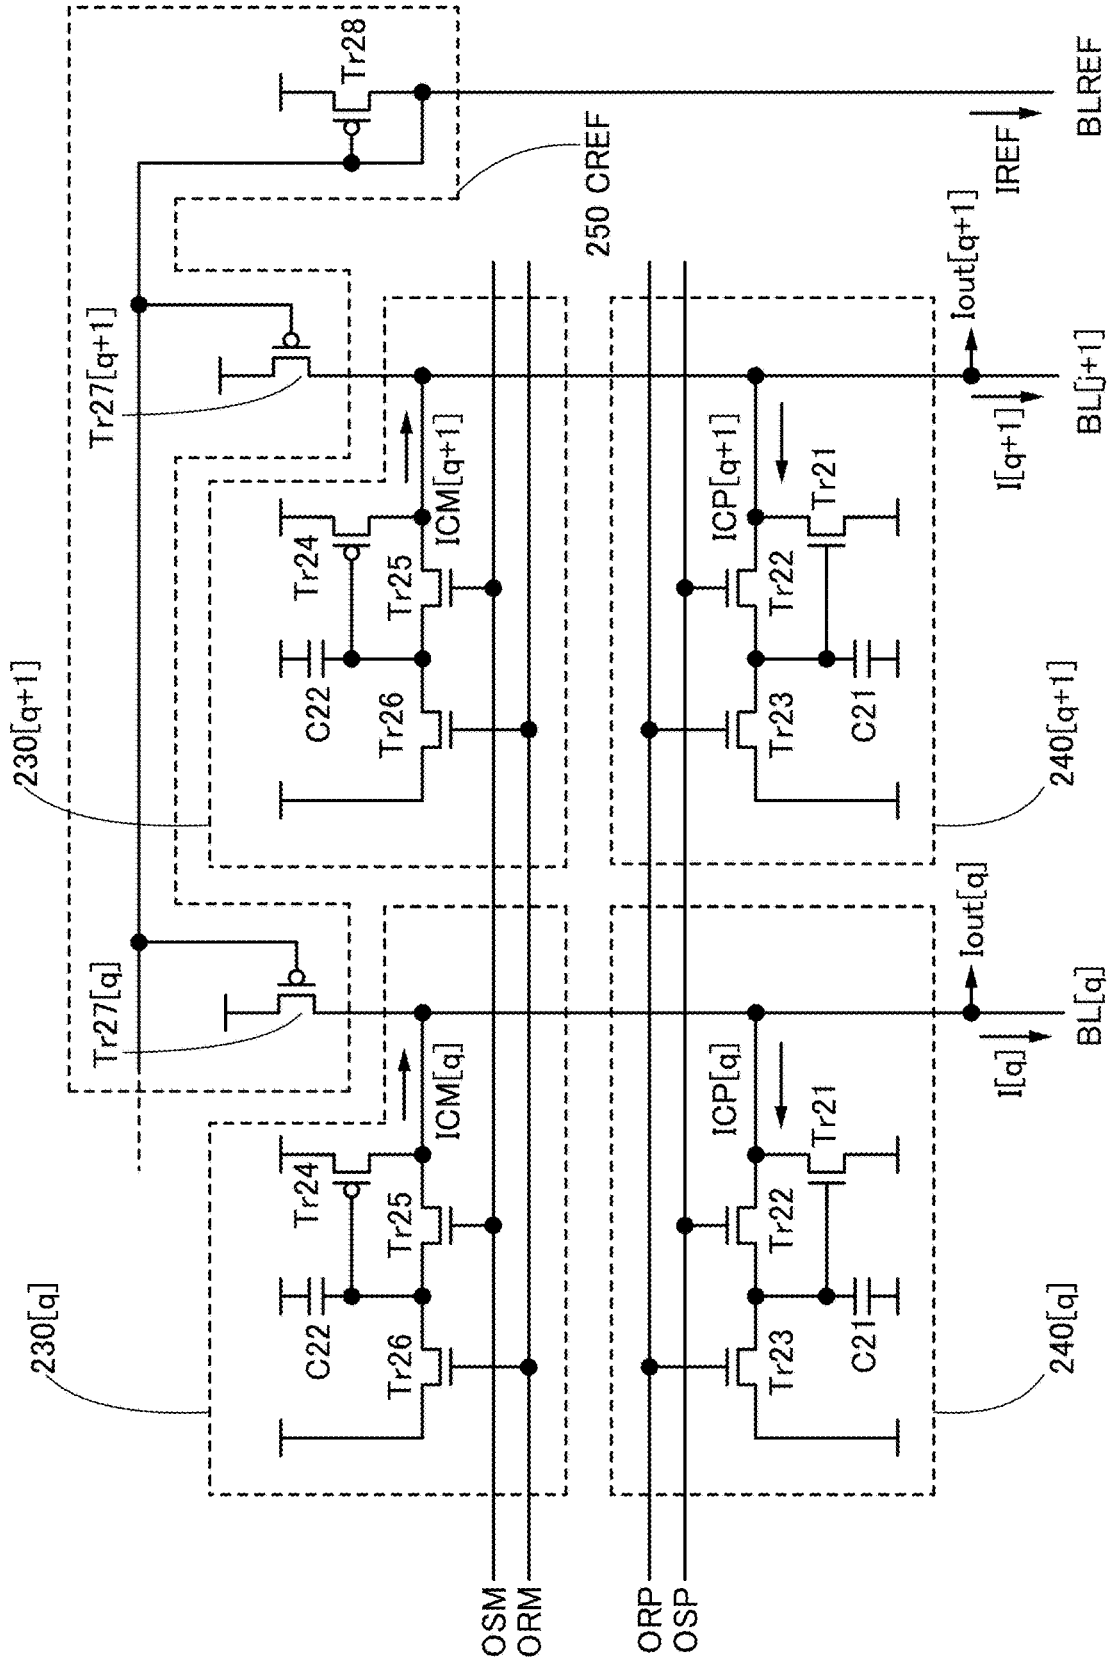 230[q]
230[q+1]
Tr27[q]
Tr27[q+1]
Tr28
Tr24
C22
Tr26
Tr25
ICM[q]
Tr24
C22
Tr26
Tr25
ICM[q+1]
250 CREF
OSM
ORM
ORP
OSP
ICP[q]
Tr23
Tr22
Tr21
C21
ICP[q+1]
Tr23
Tr22
Tr21
C21
Iout[q]
Iout[q+1]
I[q]
I[q+1]
IREF
240[q]
BL[q]
240[q+1]
BL[j+1]
BLREF